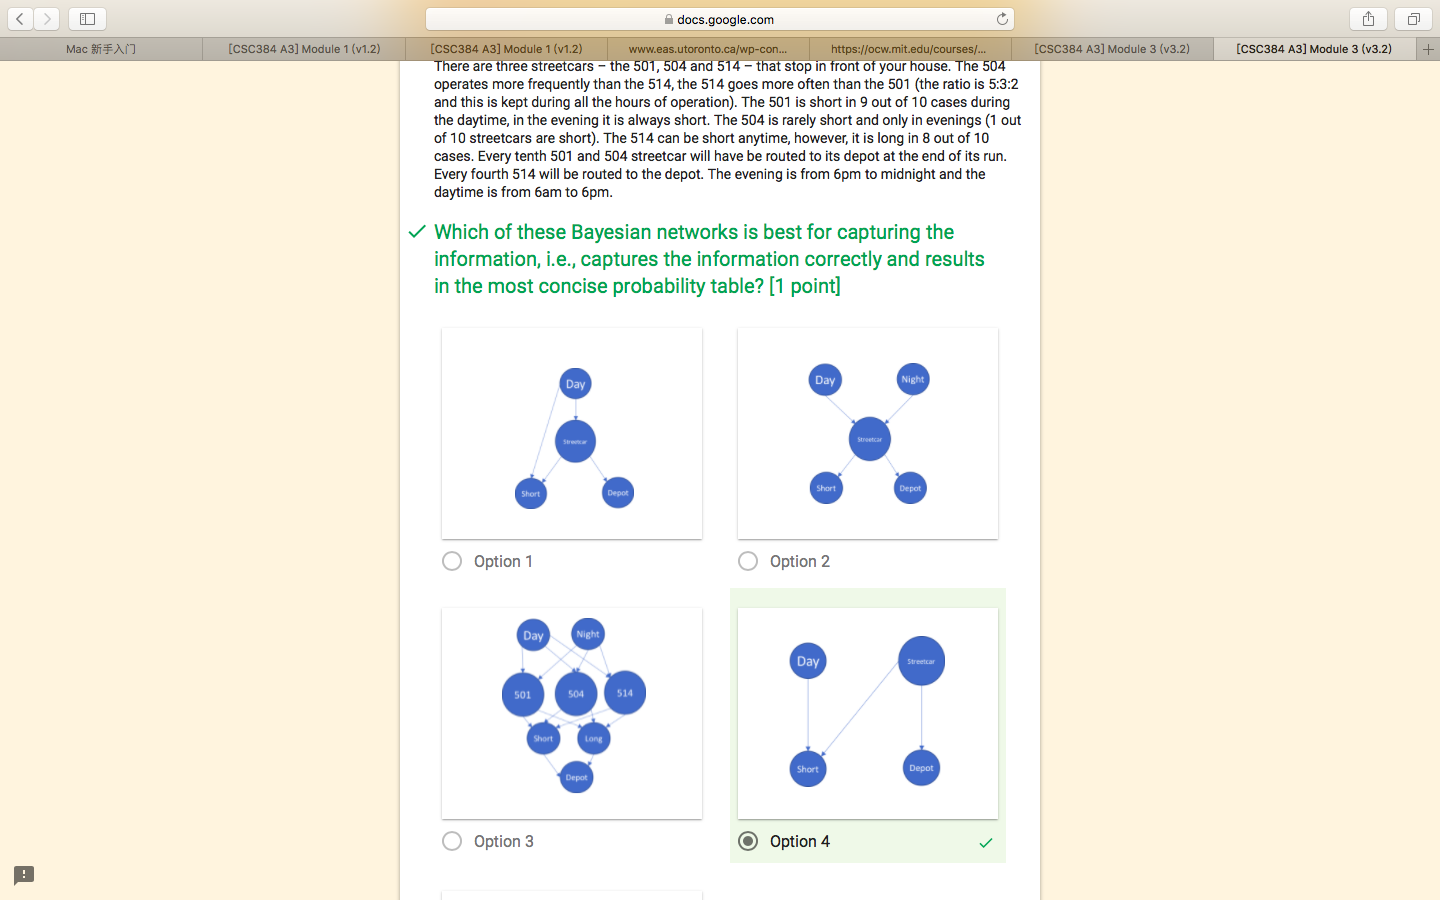 docs.google.com
Mac 新手入门
[CSC384 A3] Module 1 (v1.2)
[CSC384 A3] Module 1 (v1.2)
www.eas.utoronto.ca/wp-con...
https://ocw.mit.edu/courses/...
[CSC384 A3] Module 3 (v3.2)
[CSC384 A3] Module 3 (v3.2)
There are three streetcars – the 501, 504 and 514 – that stop in front of your house. The 504
operates more frequently than the 514, the 514 goes more often than the 501 (the ratio is 5:3:2
and this is kept during all the hours of operation). The 501 is short in 9 out of 10 cases during
the daytime, in the evening it is always short. The 504 is rarely short and only in evenings (1 out
of 10 streetcars are short). The 514 can be short anytime, however, it is long in 8 out of 10
cases. Every tenth 501 and 504 streetcar will have be routed to its depot at the end of its run.
Every fourth 514 will be routed to the depot. The evening is from 6pm to midnight and the
daytime is from 6am to 6pm.
Which of these Bayesian networks is best for capturing the
information, i.e., captures the information correctly and results
in the most concise probability table? [1 point]
Day
Streetcar
Short
Depot
Option 1
Day
Night
Streetcar
Short
Depot
Option 2
Day
Night
501
504
514
Short
Long
Depot
Option 3
Day
Streetcar
Short
Depot
Option 4